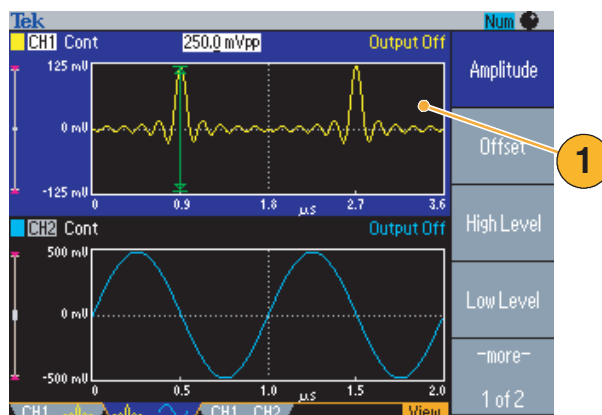 Tek
Num
CH1 Cont 250.0 mVpp Output Off
125 mV
0 mV
-125 mV
0 0.9 1.8 µs 2.7 3.6
CH2 Cont Output Off
500 mV
0 mV
-500 mV
0 0.5 1.0 µs 1.5 2.0
CH1 CH1 CH2 View
Amplitude
Offset
High Level
Low Level
-more-
1 of 2
1